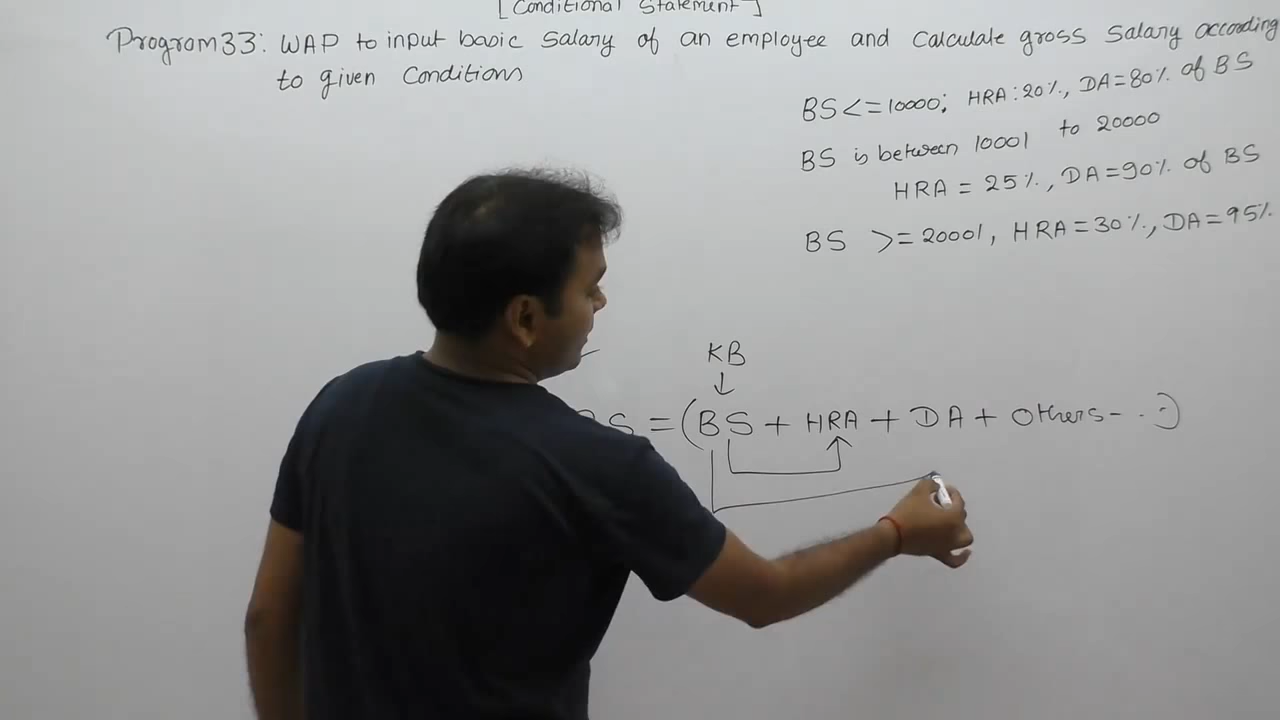 [Conditional Statement]
Program 33: WAP to input basic salary of an employee and calculate gross salary according
to given conditions
BS <= 10000; HRA : 20%, DA = 80% of BS
BS is between 10001 to 20000
HRA = 25%, DA = 90% of BS
BS >= 20001, HRA = 30%, DA = 95%
KB
S = (BS + HRA + DA + Others - . . )